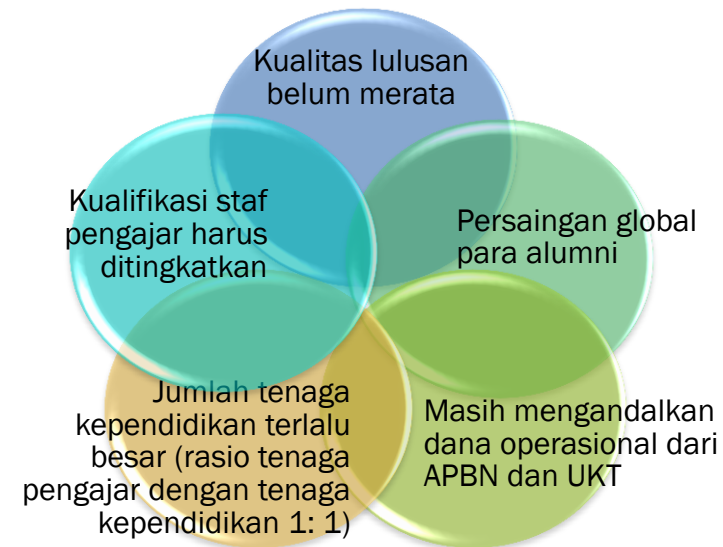 Kualitas lulusan
belum merata
Persaingan global
para alumni
Masih mengandalkan
dana operasional dari
APBN dan UKT
Jumlah tenaga
kependidikan terlalu
besar (rasio tenaga
pengajar dengan tenaga
kependidikan 1: 1)
Kualifikasi staf
pengajar harus
ditingkatkan